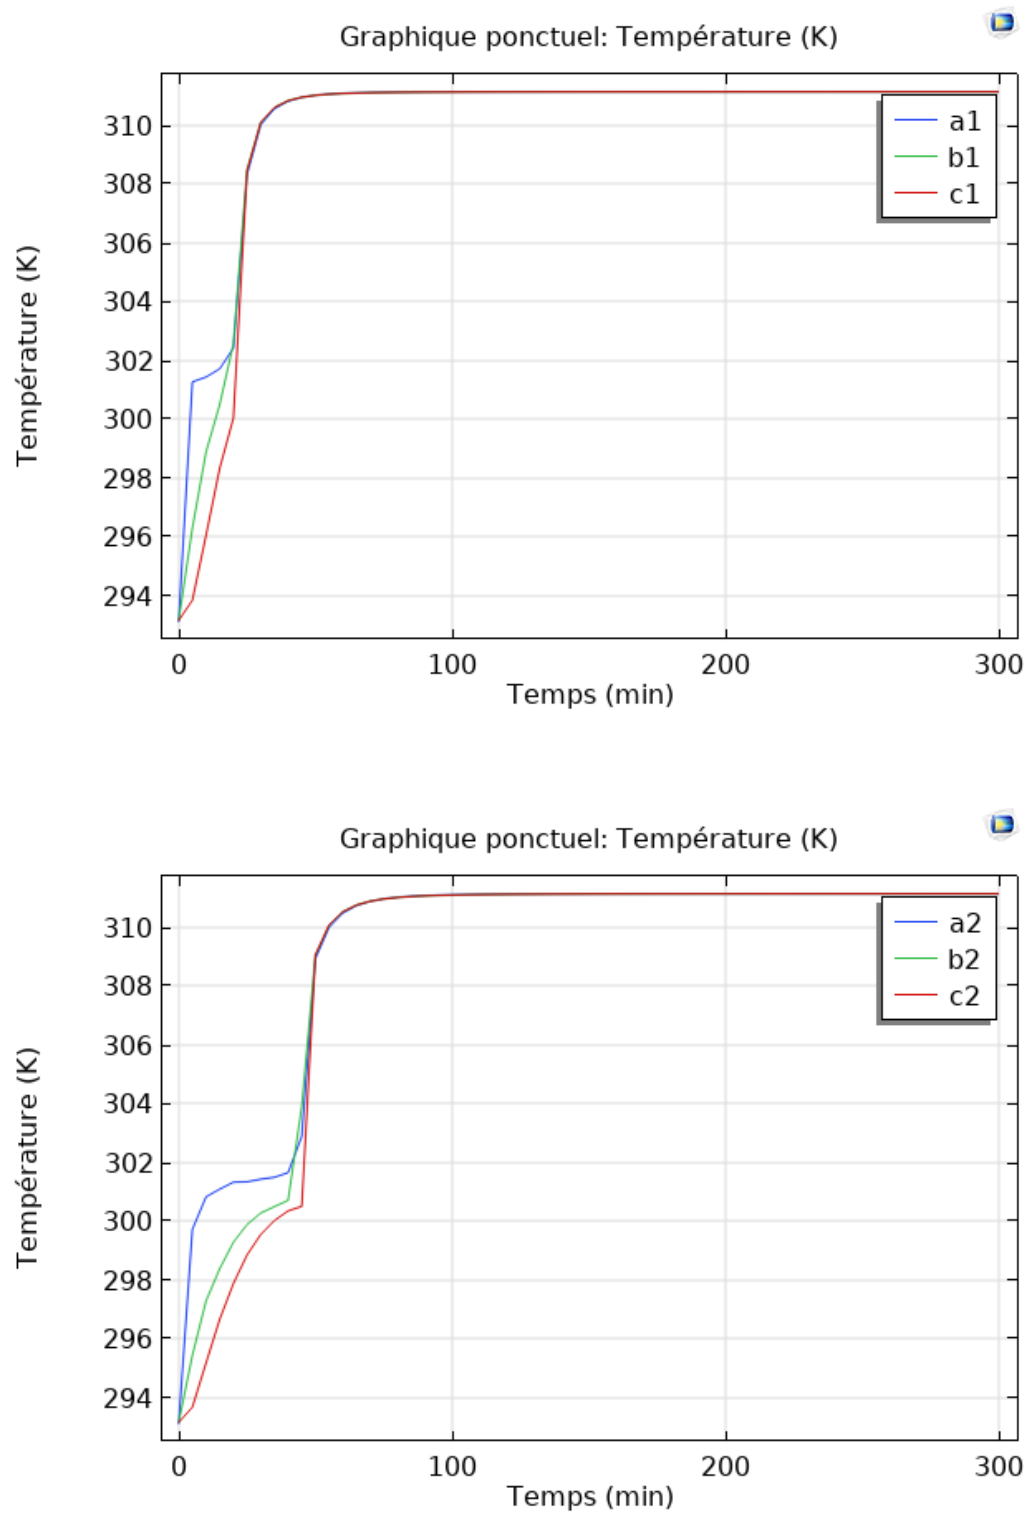 Graphique ponctuel: Température (K)
310
308
306
304
302
300
298
296
294
Température (K)
a1
b1
c1
0 100 200 300
Temps (min)
Graphique ponctuel: Température (K)
310
308
306
304
302
300
298
296
294
Température (K)
a2
b2
c2
0 100 200 300
Temps (min)